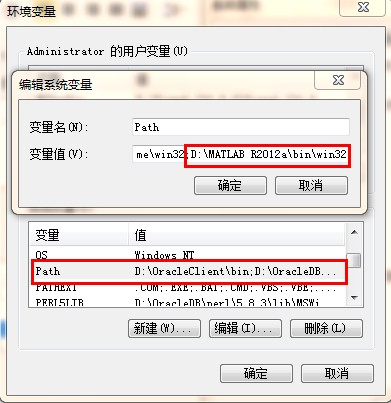 环境变量
Administrator 的用户变量(U)
编辑系统变量
变量名(N):
Path
变量值(V):
me\win32;D:\MATLAB R2012a\bin\win32
确定
取消
变量
值
OS
Windows NT
Path
D:\OracleClient\bin;D:\OracleDB...
PATHEXT
.COM;.EXE;.BAT;.CMD;.VBS;.VBE;....
PERL5LIB
D:\OracleDB\perl\5.8.3\lib\MSWi...
新建(W)...
编辑(I)...
删除(L)
确定
取消